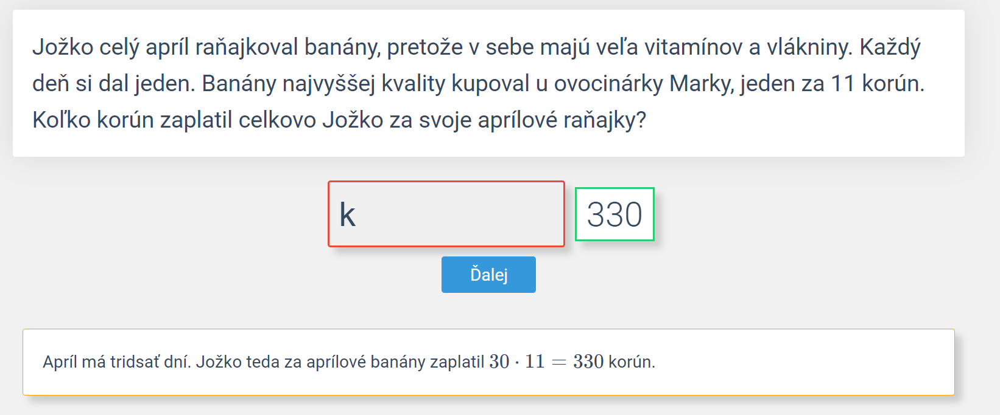 Jožko celý apríl raňajkoval banány, pretože v sebe majú veľa vitamínov a vlákniny. Každý
deň si dal jeden. Banány najvyššej kvality kupoval u ovocinárky Marky, jeden za 11 korún.
Koľko korún zaplatil celkovo Jožko za svoje aprílové raňajky?
k
330
Ďalej
Apríl má tridsať dní. Jožko teda za aprílové banány zaplatil 30 · 11 = 330 korún.